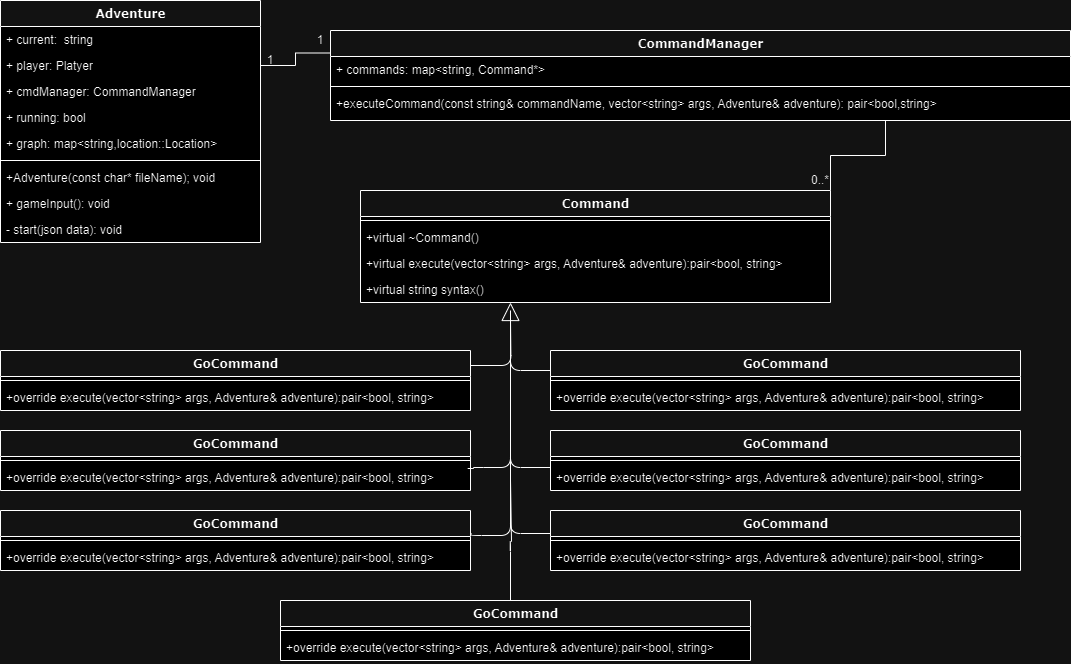 Adventure
+ current:  string
+ player: Platyer
+ cmdManager: CommandManager
+ running: bool
+ graph: map<string,location::Location>
+Adventure(const char* fileName); void
+ gameInput(): void
- start(json data): void
1
1
CommandManager
+ commands: map<string, Command*>
+executeCommand(const string& commandName, vector<string> args, Adventure& adventure): pair<bool,string>
0..*
Command
+virtual ~Command()
+virtual execute(vector<string> args, Adventure& adventure):pair<bool, string>
+virtual string syntax()
GoCommand
+override execute(vector<string> args, Adventure& adventure):pair<bool, string>
GoCommand
+override execute(vector<string> args, Adventure& adventure):pair<bool, string>
GoCommand
+override execute(vector<string> args, Adventure& adventure):pair<bool, string>
GoCommand
+override execute(vector<string> args, Adventure& adventure):pair<bool, string>
GoCommand
+override execute(vector<string> args, Adventure& adventure):pair<bool, string>
GoCommand
+override execute(vector<string> args, Adventure& adventure):pair<bool, string>
GoCommand
+override execute(vector<string> args, Adventure& adventure):pair<bool, string>